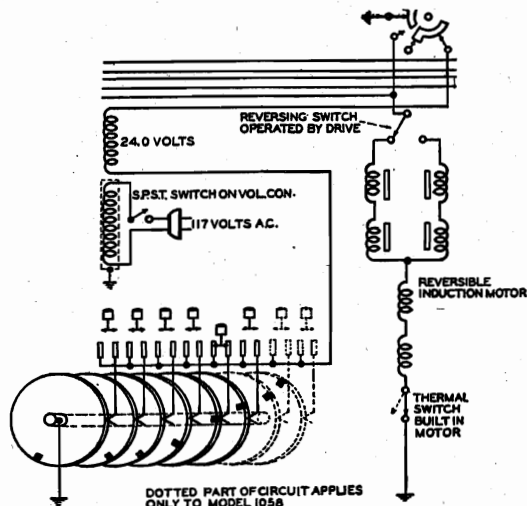 REVERSING SWITCH
OPERATED BY DRIVE
24.0 VOLTS
S.P.S.T. SWITCH ON VOL. CON.
117 VOLTS A.C.
REVERSIBLE
INDUCTION MOTOR
THERMAL
SWITCH
BUILT IN
MOTOR
DOTTED PART OF CIRCUIT APPLIES
ONLY TO MODEL 1058